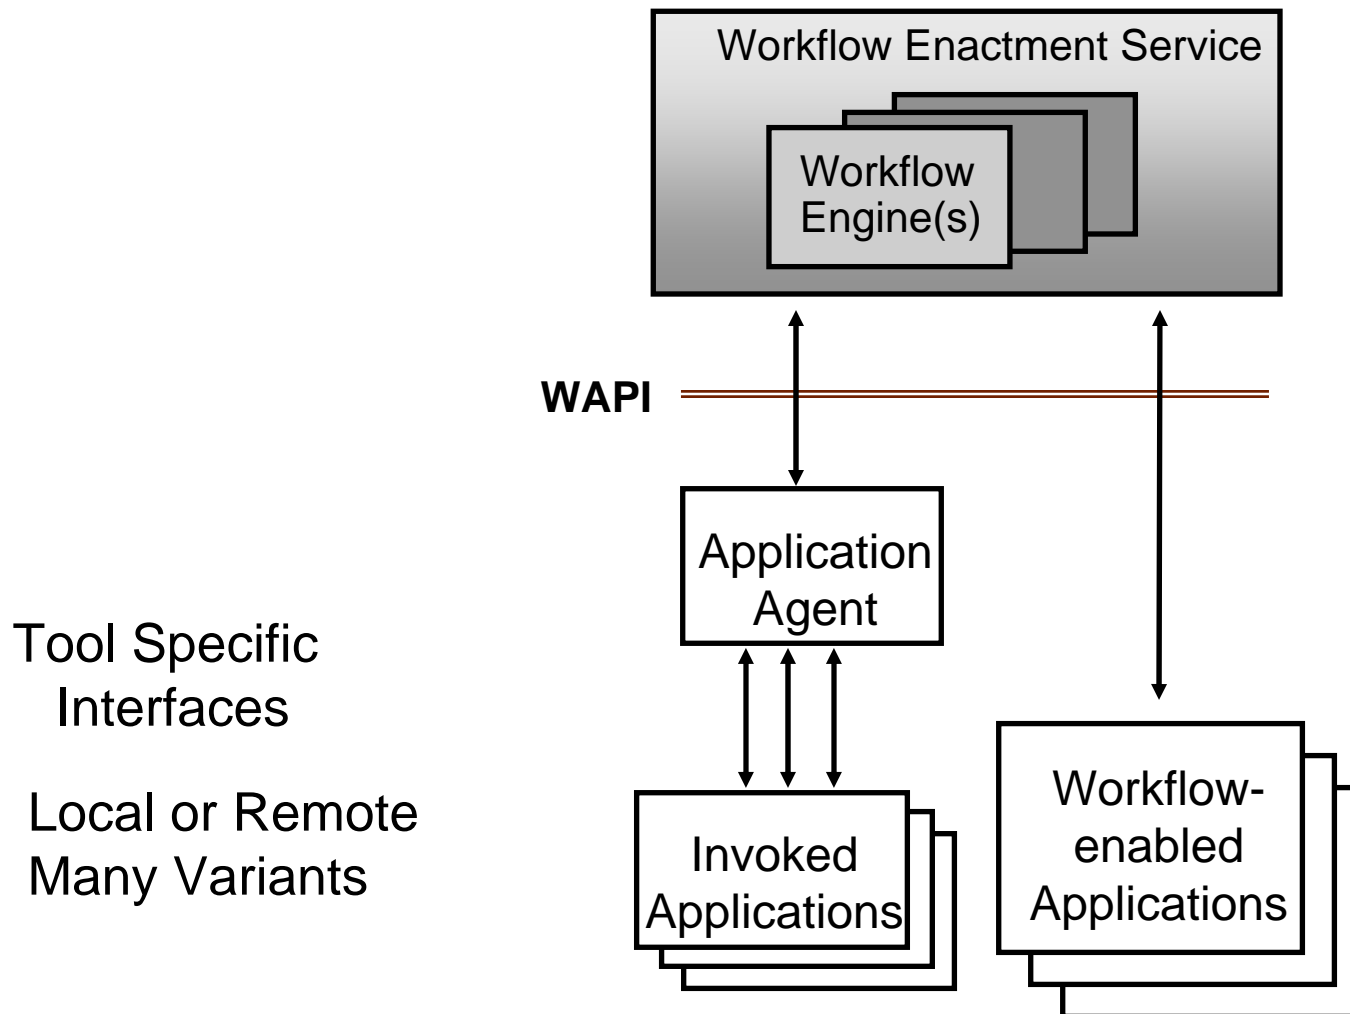 Workflow Enactment Service
Workflow
Engine(s)
WAPI
Application
Agent
Tool Specific
Interfaces
Local or Remote
Many Variants
Invoked
Applications
Workflow-
enabled
Applications